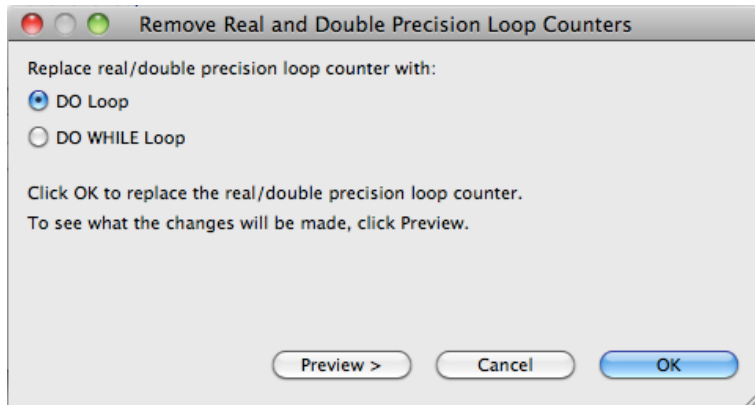 Remove Real and Double Precision Loop Counters
Replace real/double precision loop counter with:
DO Loop
DO WHILE Loop
Click OK to replace the real/double precision loop counter.
To see what the changes will be made, click Preview.
Preview >
Cancel
OK